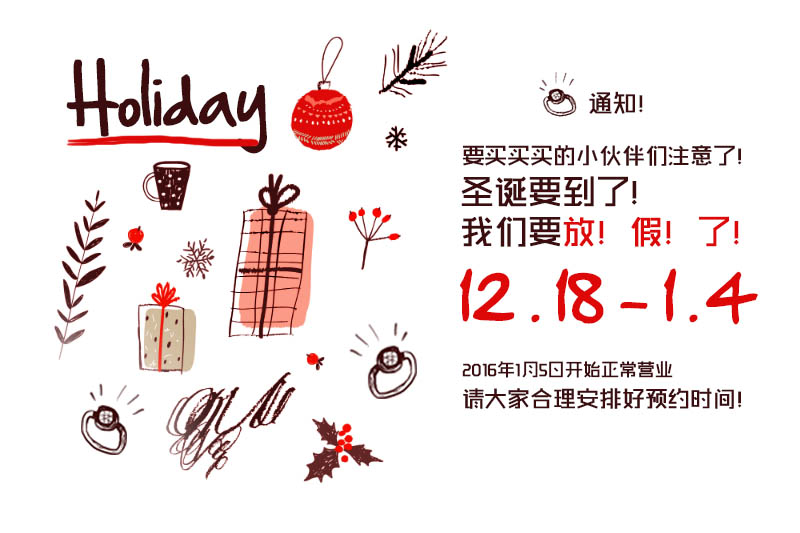 Holiday
通知!
要买买买的小伙伴们注意了!
圣诞要到了!
我们要放! 假! 了!
12.18-1.4
2016年1月5日开始正常营业
请大家合理安排好预约时间!